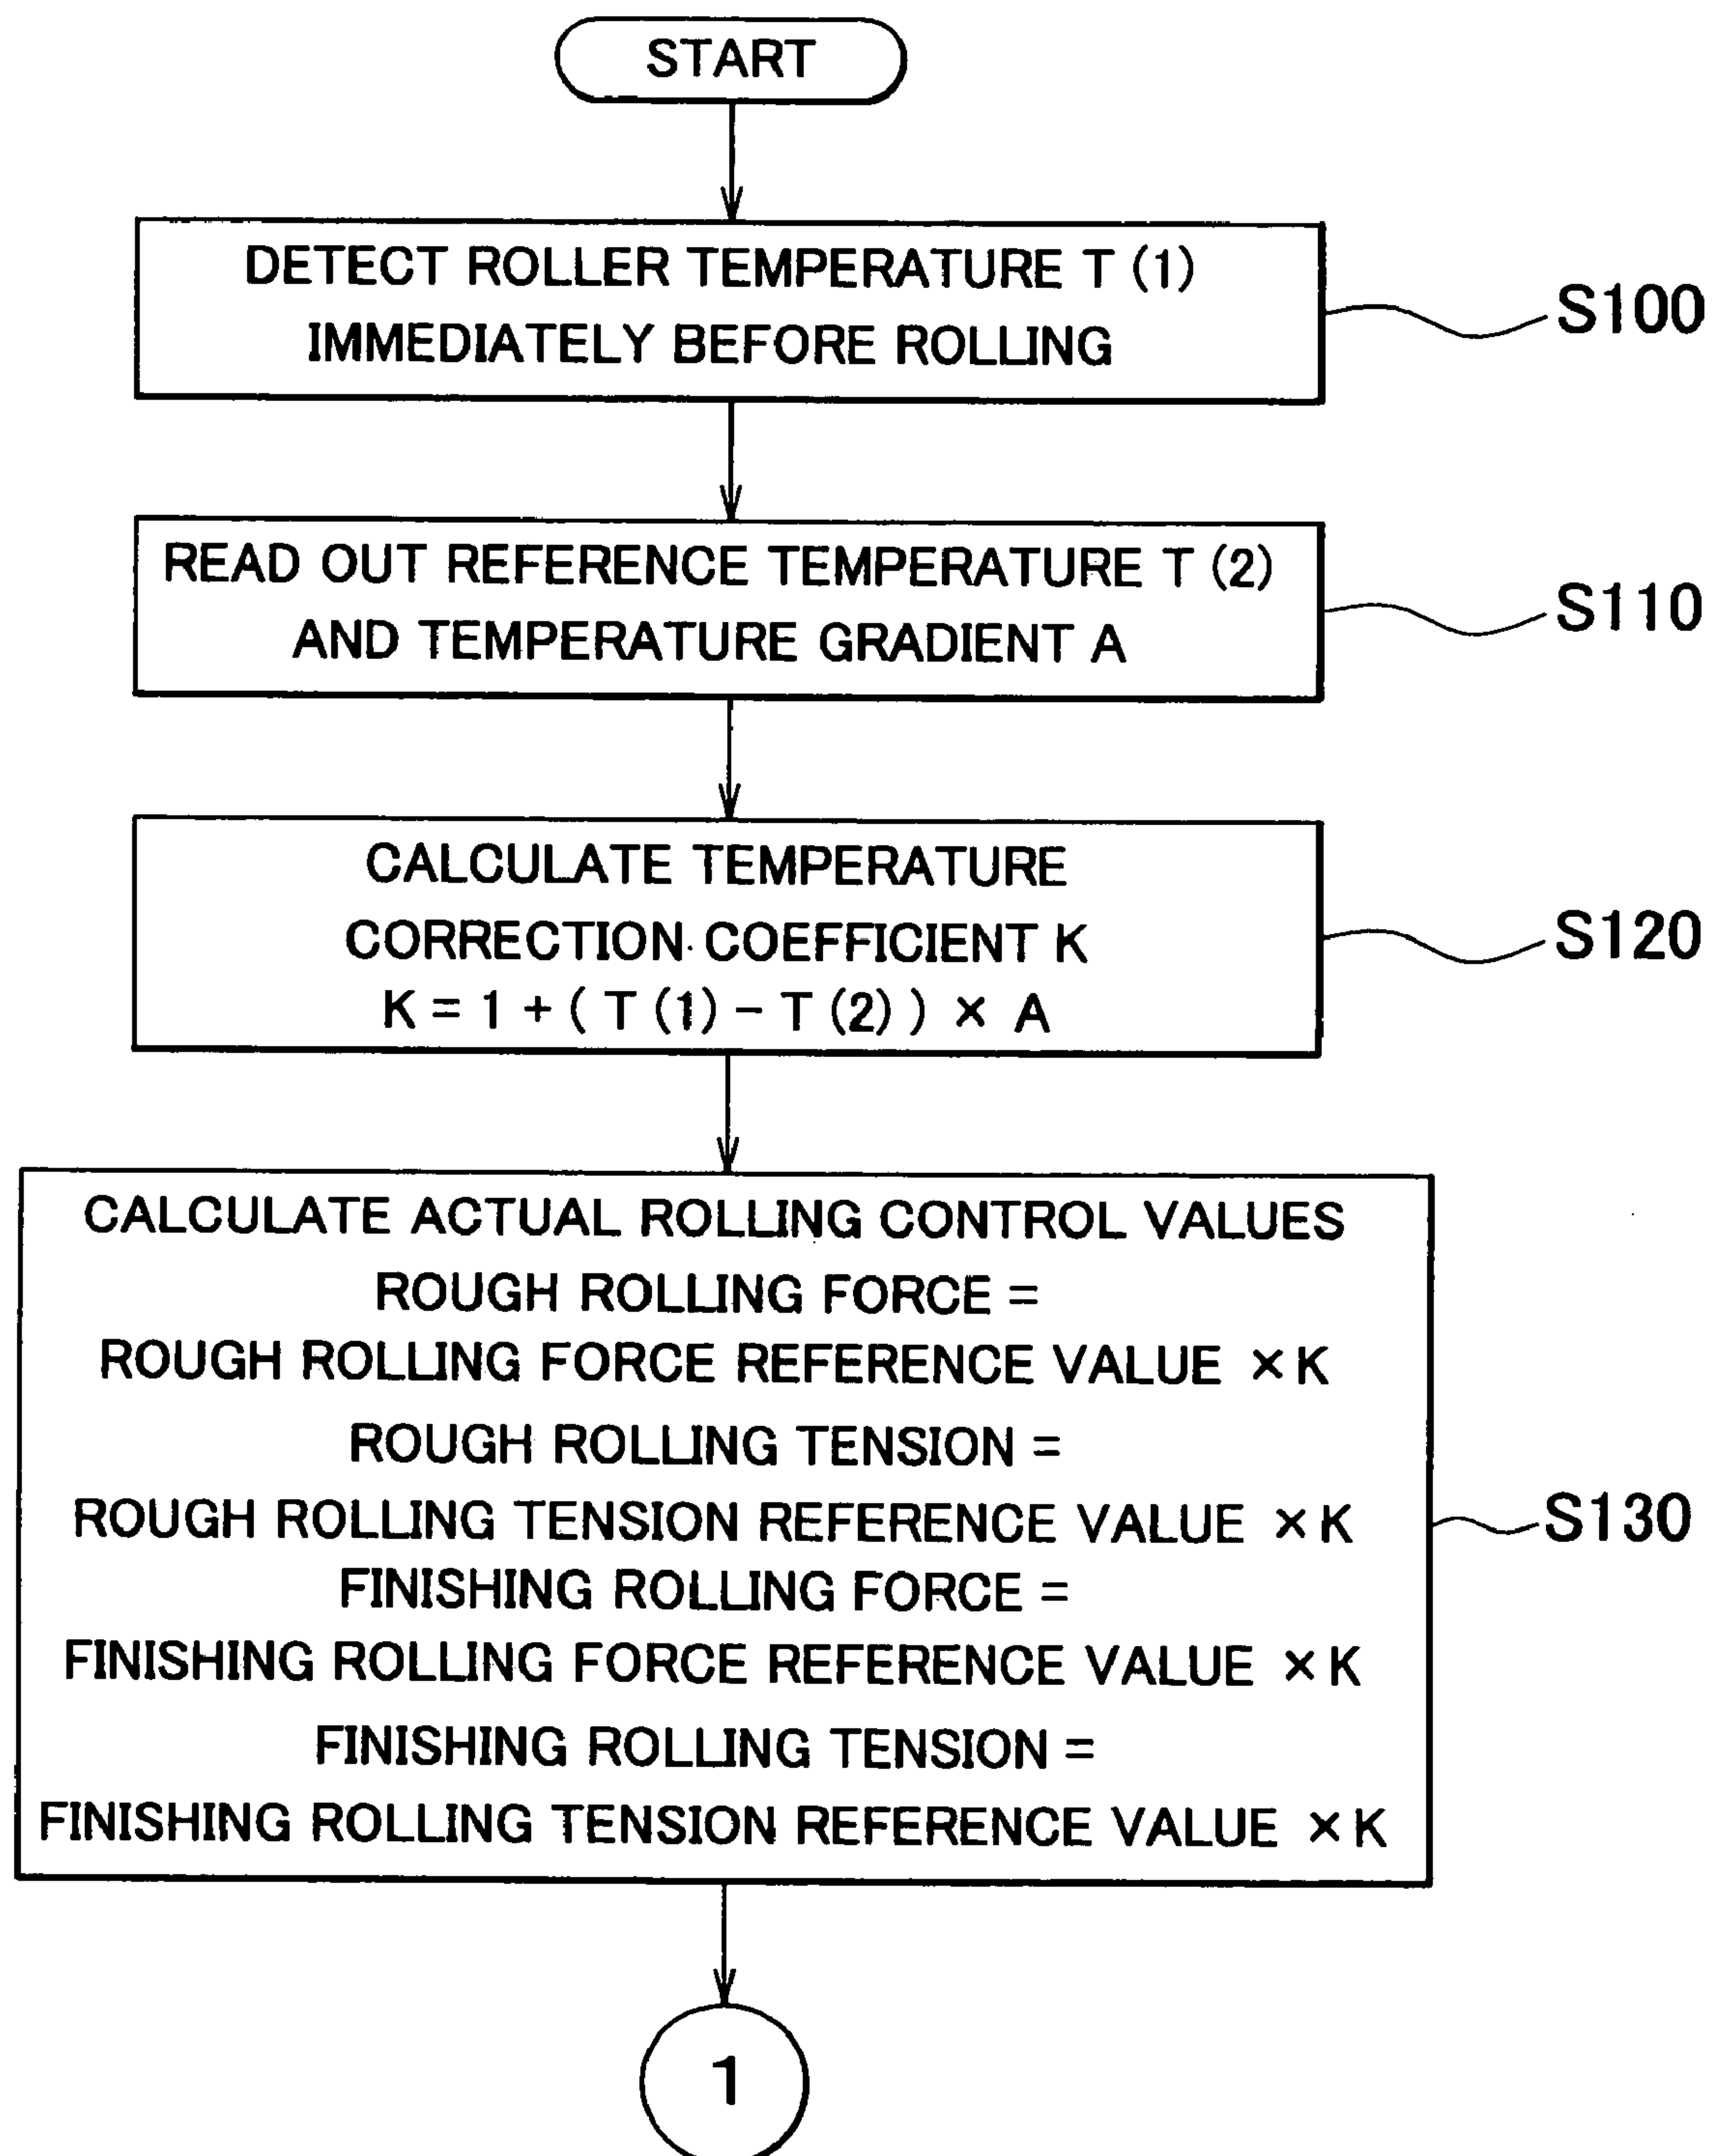 START
DETECT ROLLER TEMPERATURE T (1)
IMMEDIATELY BEFORE ROLLING
S100
READ OUT REFERENCE TEMPERATURE T (2)
AND TEMPERATURE GRADIENT A
S110
CALCULATE TEMPERATURE
CORRECTION COEFFICIENT K
K = 1 + ( T (1) − T (2) ) × A
S120
CALCULATE ACTUAL ROLLING CONTROL VALUES
ROUGH ROLLING FORCE =
ROUGH ROLLING FORCE REFERENCE VALUE × K
ROUGH ROLLING TENSION =
ROUGH ROLLING TENSION REFERENCE VALUE × K
FINISHING ROLLING FORCE =
FINISHING ROLLING FORCE REFERENCE VALUE × K
FINISHING ROLLING TENSION =
FINISHING ROLLING TENSION REFERENCE VALUE × K
S130
1